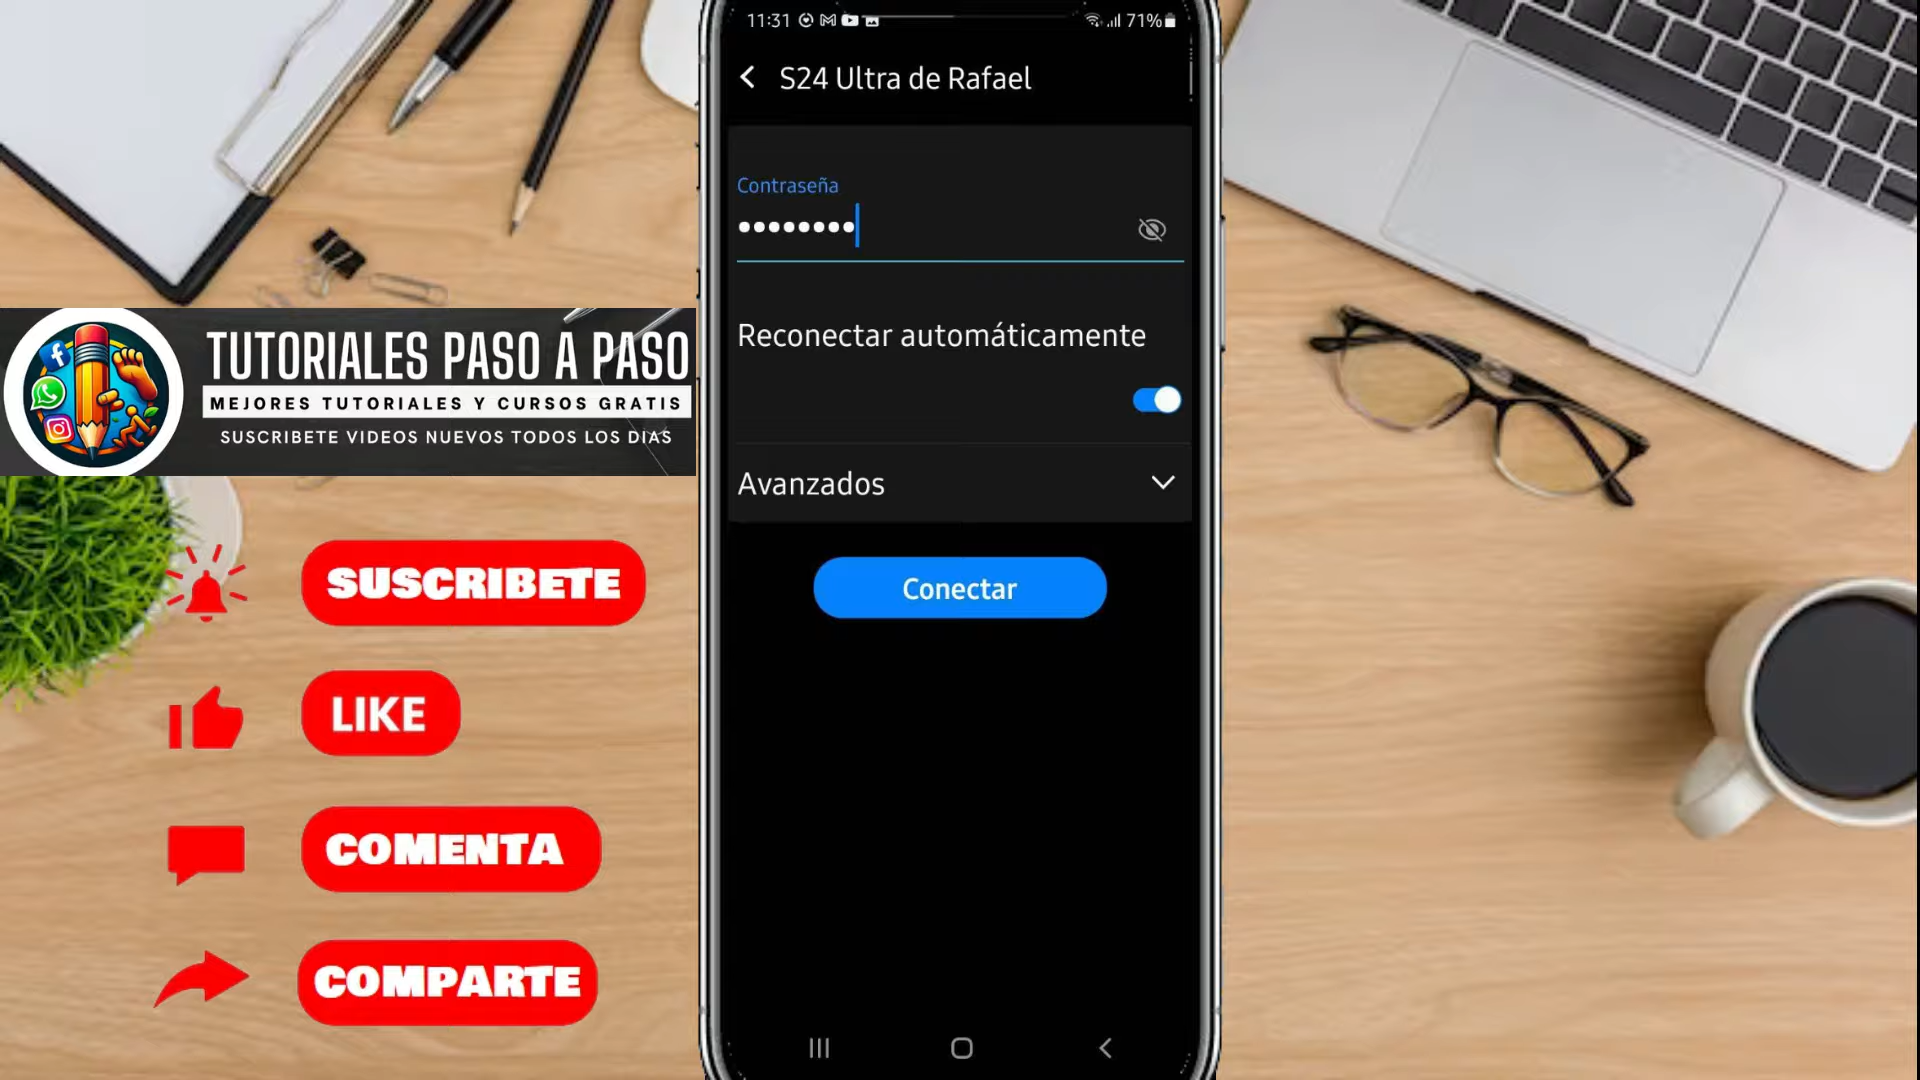 11:31
71%
S24 Ultra de Rafael
Contraseña
••••••••
Reconectar automáticamente
Avanzados
Conectar
TUTORIALES PASO A PASO
MEJORES TUTORIALES Y CURSOS GRATIS
SUSCRIBETE VIDEOS NUEVOS TODOS LOS DIAS
SUSCRIBETE
LIKE
COMENTA
COMPARTE